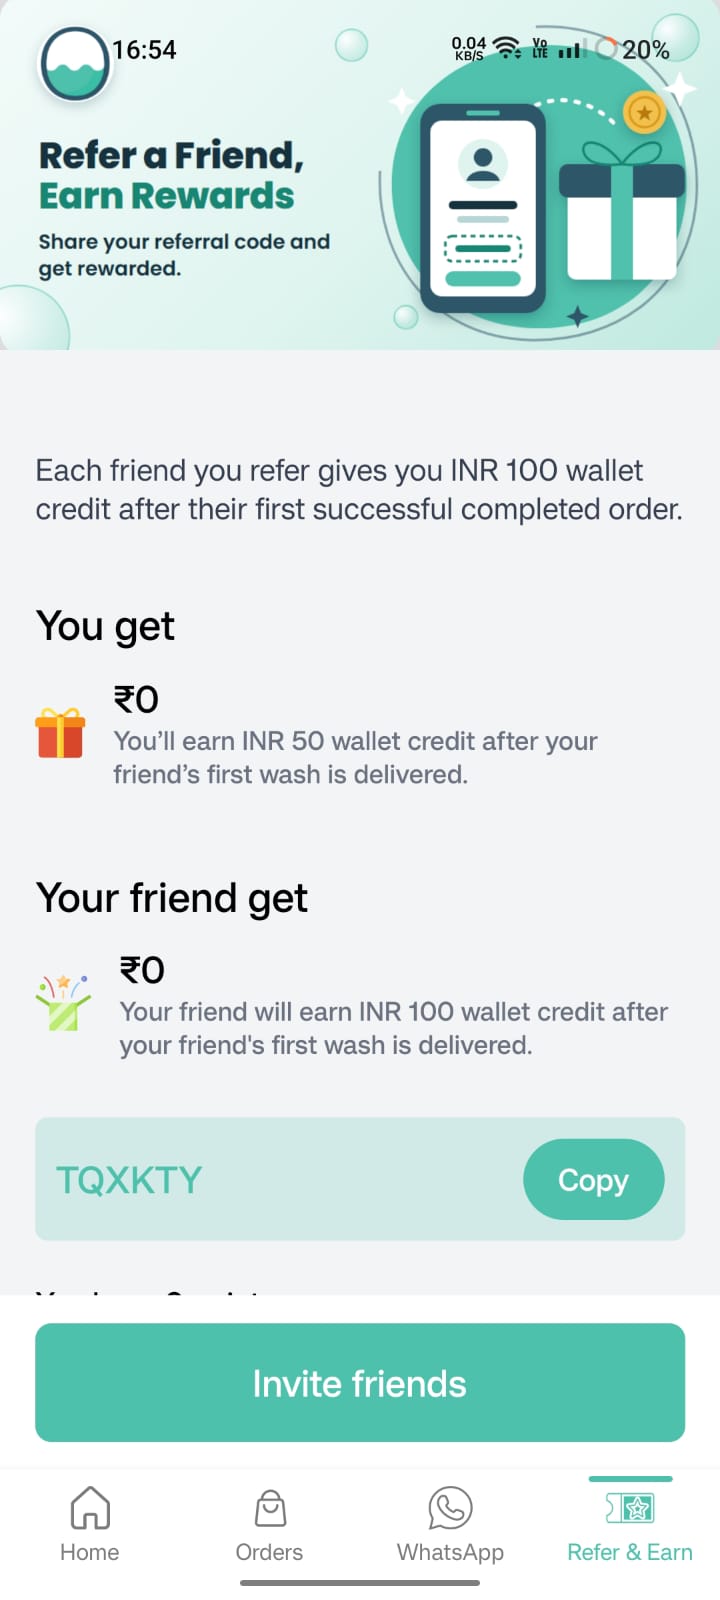 16:54
0.04
KB/S
Vo
LTE
20%
Refer a Friend,
Earn Rewards
Share your referral code and
get rewarded.
Each friend you refer gives you INR 100 wallet
credit after their first successful completed order.
You get
₹0
You’ll earn INR 50 wallet credit after your
friend’s first wash is delivered.
Your friend get
₹0
Your friend will earn INR 100 wallet credit after
your friend's first wash is delivered.
TQXKTY
Copy
Invite friends
Home
Orders
WhatsApp
Refer & Earn